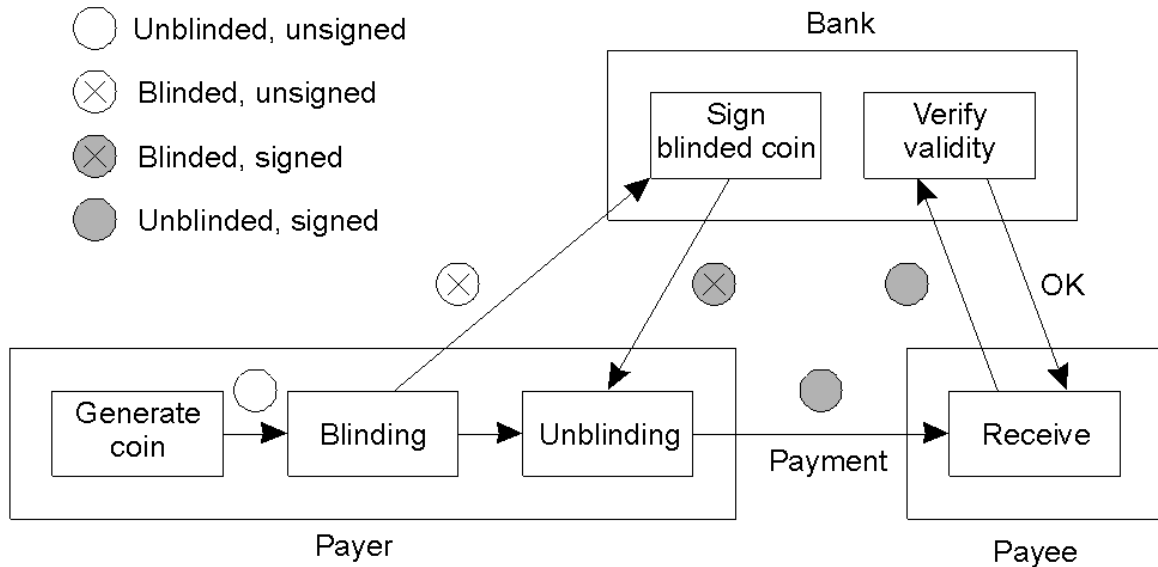 Unblinded, unsigned
Blinded, unsigned
Blinded, signed
Unblinded, signed
Bank
Sign
blinded coin
Verify
validity
OK
Generate
coin
Blinding
Unblinding
Payment
Receive
Payer
Payee